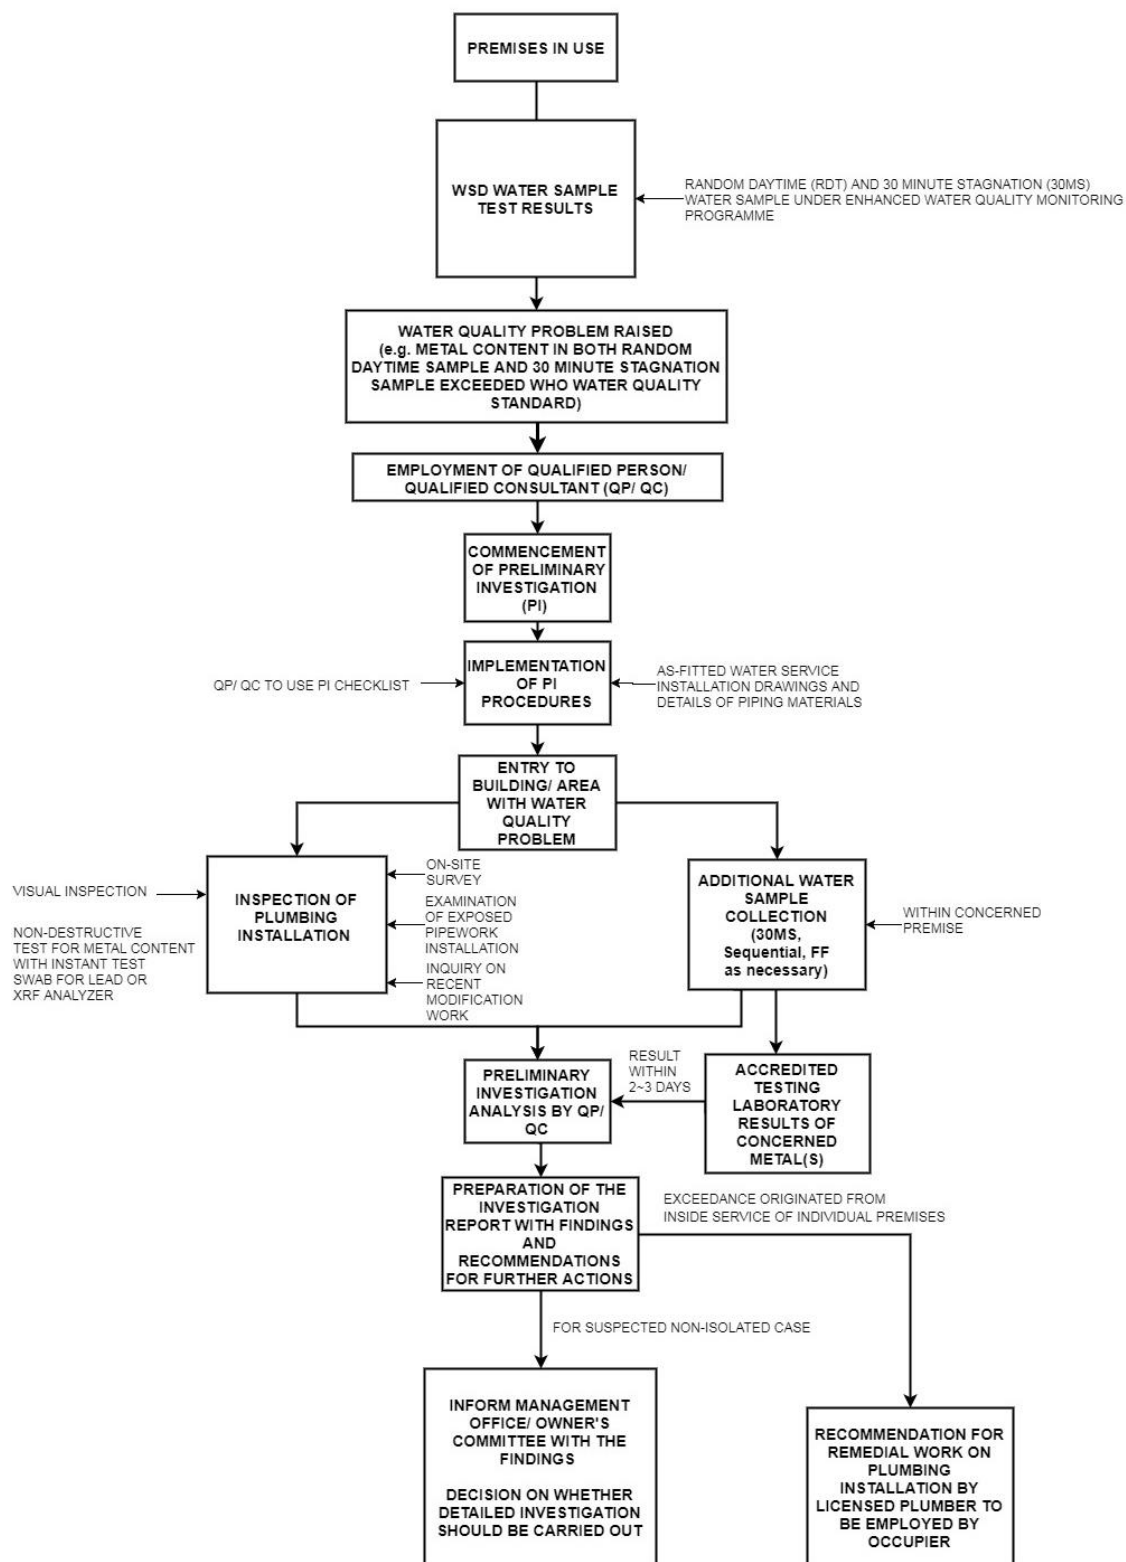 PREMISES IN USE
WSD WATER SAMPLE
TEST RESULTS
RANDOM DAYTIME (RDT) AND 30 MINUTE STAGNATION (30MS)
WATER SAMPLE UNDER ENHANCED WATER QUALITY MONITORING
PROGRAMME
WATER QUALITY PROBLEM RAISED
(e.g. METAL CONTENT IN BOTH RANDOM
DAYTIME SAMPLE AND 30 MINUTE STAGNATION
SAMPLE EXCEEDED WHO WATER QUALITY
STANDARD)
EMPLOYMENT OF QUALIFIED PERSON/
QUALIFIED CONSULTANT (QP/ QC)
COMMENCEMENT
OF PRELIMINARY
INVESTIGATION
(PI)
QP/ QC TO USE PI CHECKLIST
IMPLEMENTATION
OF PI
PROCEDURES
AS-FITTED WATER SERVICE
INSTALLATION DRAWINGS AND
DETAILS OF PIPING MATERIALS
ENTRY TO
BUILDING/ AREA
WITH WATER
QUALITY
PROBLEM
VISUAL INSPECTION
NON-DESTRUCTIVE
TEST FOR METAL CONTENT
WITH INSTANT TEST
SWAB FOR LEAD OR
XRF ANALYZER
INSPECTION OF
PLUMBING
INSTALLATION
ON-SITE
SURVEY
EXAMINATION
OF EXPOSED
PIPEWORK
INSTALLATION
INQUIRY ON
RECENT
MODIFICATION
WORK
ADDITIONAL WATER
SAMPLE
COLLECTION
(30MS,
Sequential, FF
as necessary)
WITHIN CONCERNED
PREMISE
PRELIMINARY
INVESTIGATION
ANALYSIS BY QP/
QC
RESULT
WITHIN
2~3 DAYS
ACCREDITED
TESTING
LABORATORY
RESULTS OF
CONCERNED
METAL(S)
PREPARATION OF THE
INVESTIGATION
REPORT WITH FINDINGS
AND
RECOMMENDATIONS
FOR FURTHER ACTIONS
EXCEEDANCE ORIGINATED FROM
INSIDE SERVICE OF INDIVIDUAL PREMISES
FOR SUSPECTED NON-ISOLATED CASE
INFORM MANAGEMENT
OFFICE/ OWNER'S
COMMITTEE WITH THE
FINDINGS
DECISION ON WHETHER
DETAILED INVESTIGATION
SHOULD BE CARRIED OUT
RECOMMENDATION FOR
REMEDIAL WORK ON
PLUMBING
INSTALLATION BY
LICENSED PLUMBER TO
BE EMPLOYED BY
OCCUPIER